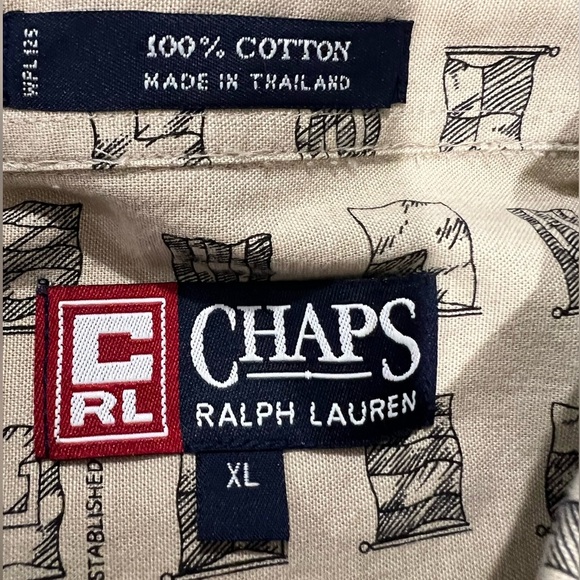 WPL125
100% COTTON
MADE IN THAILAND
C
RL
CHAPS
RALPH LAUREN
XL
ESTABLISHED